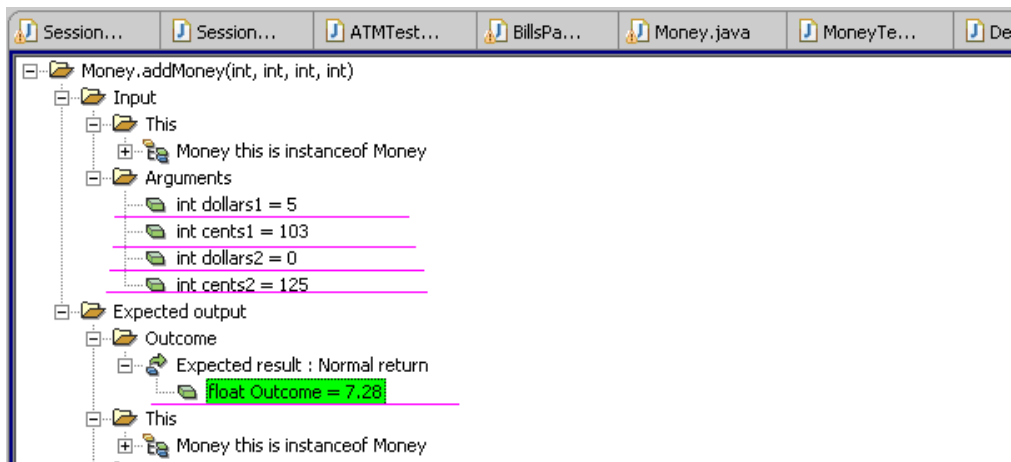 Session... Session... ATMTest... BillsPa... Money.java MoneyTe... De
Money.addMoney(int, int, int, int)
Input
This
Money this is instanceof Money
Arguments
int dollars1 = 5
int cents1 = 103
int dollars2 = 0
int cents2 = 125
Expected output
Outcome
Expected result : Normal return
float Outcome = 7.28
This
Money this is instanceof Money